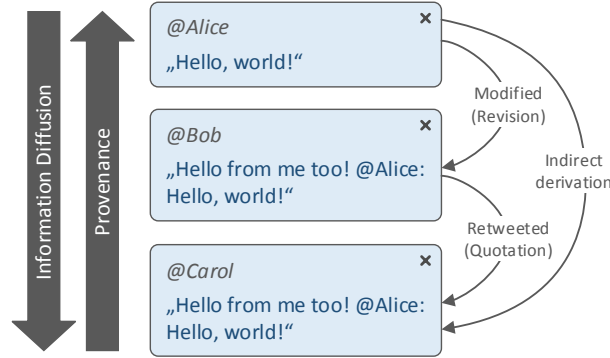 Information Diffusion
Provenance
@Alice
×
„Hello, world!“
Modified
(Revision)
@Bob
×
„Hello from me too! @Alice:
Hello, world!“
Indirect
derivation
Retweeted
(Quotation)
@Carol
×
„Hello from me too! @Alice:
Hello, world!“